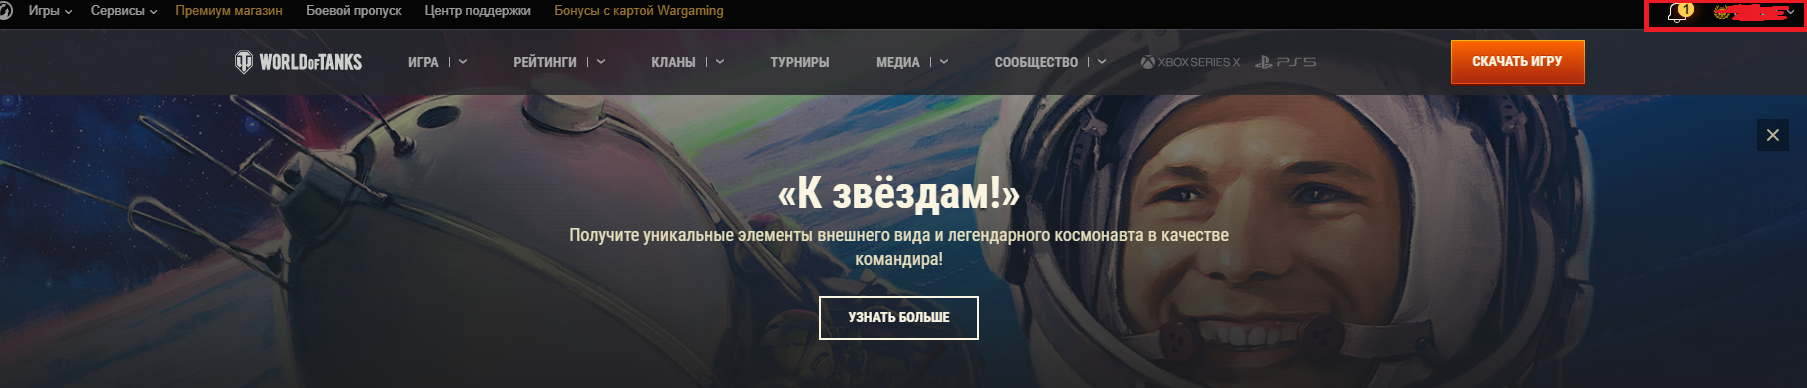 Игры Сервисы Премиум магазин Боевой пропуск Центр поддержки Бонусы с картой Wargaming 1
WORLD OF TANKS ИГРА РЕЙТИНГИ КЛАНЫ ТУРНИРЫ МЕДИА СООБЩЕСТВО XBOX SERIES X PS5 СКАЧАТЬ ИГРУ
«К звёздам!»
Получите уникальные элементы внешнего вида и легендарного космонавта в качестве
командира!
УЗНАТЬ БОЛЬШЕ